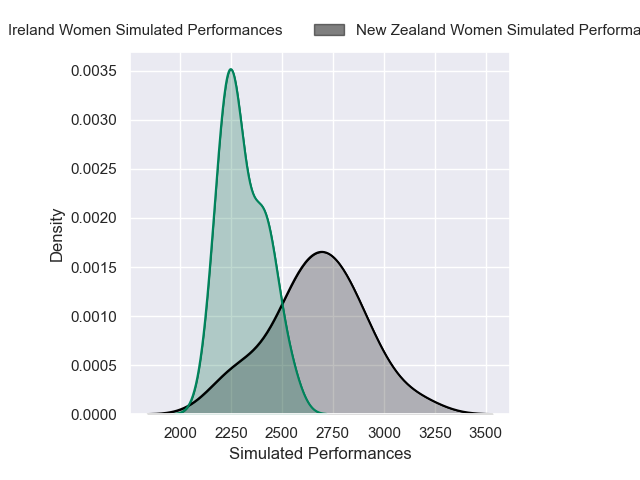 Ireland Women Simulated Performances
New Zealand Women Simulated Performa
0.0035
0.0030
0.0025
0.0020
0.0015
0.0010
0.0005
0.0000
Density
2000 2250 2500 2750 3000 3250 3500
Simulated Performances